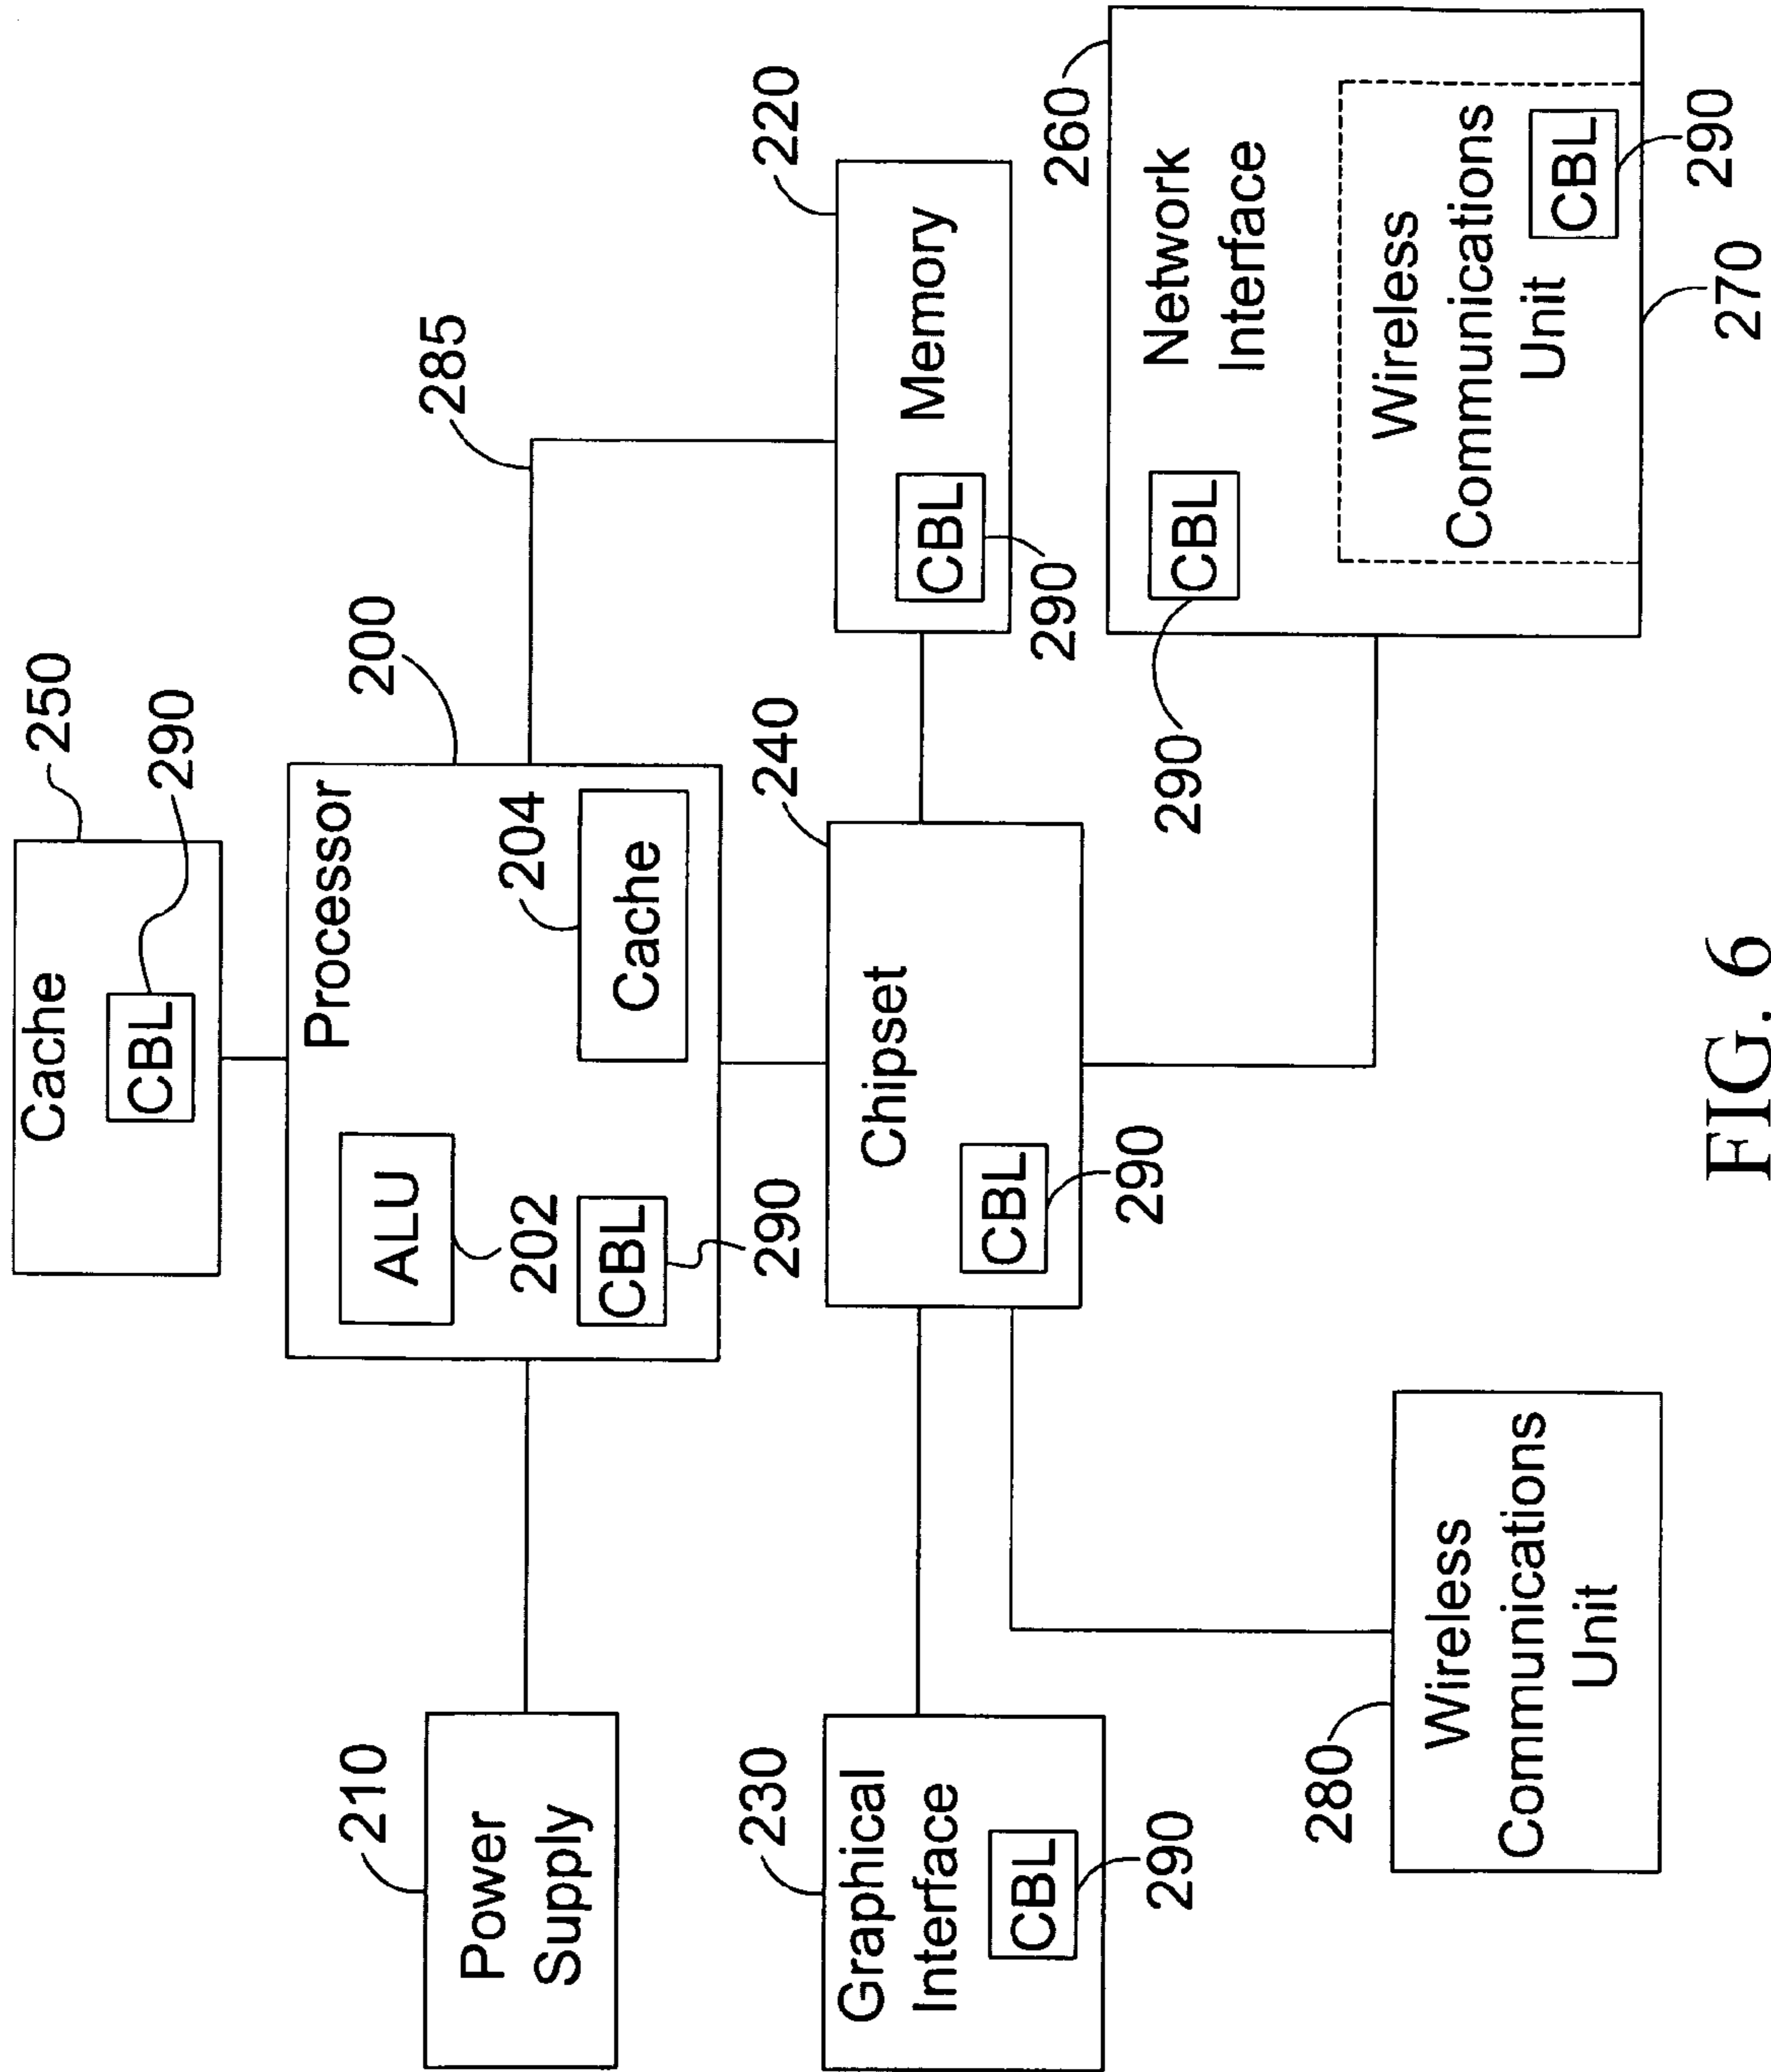 Cache
CBL
250
290
Processor
ALU
202
CBL
290
204
Cache
200
285
210
Power
Supply
Chipset
CBL
290
240
Memory
CBL
290
220
230
Graphical
Interface
CBL
290
280
Wireless
Communications
Unit
Network
Interface
260
CBL
290
Wireless
Communications
Unit
CBL
290
270
FIG. 6